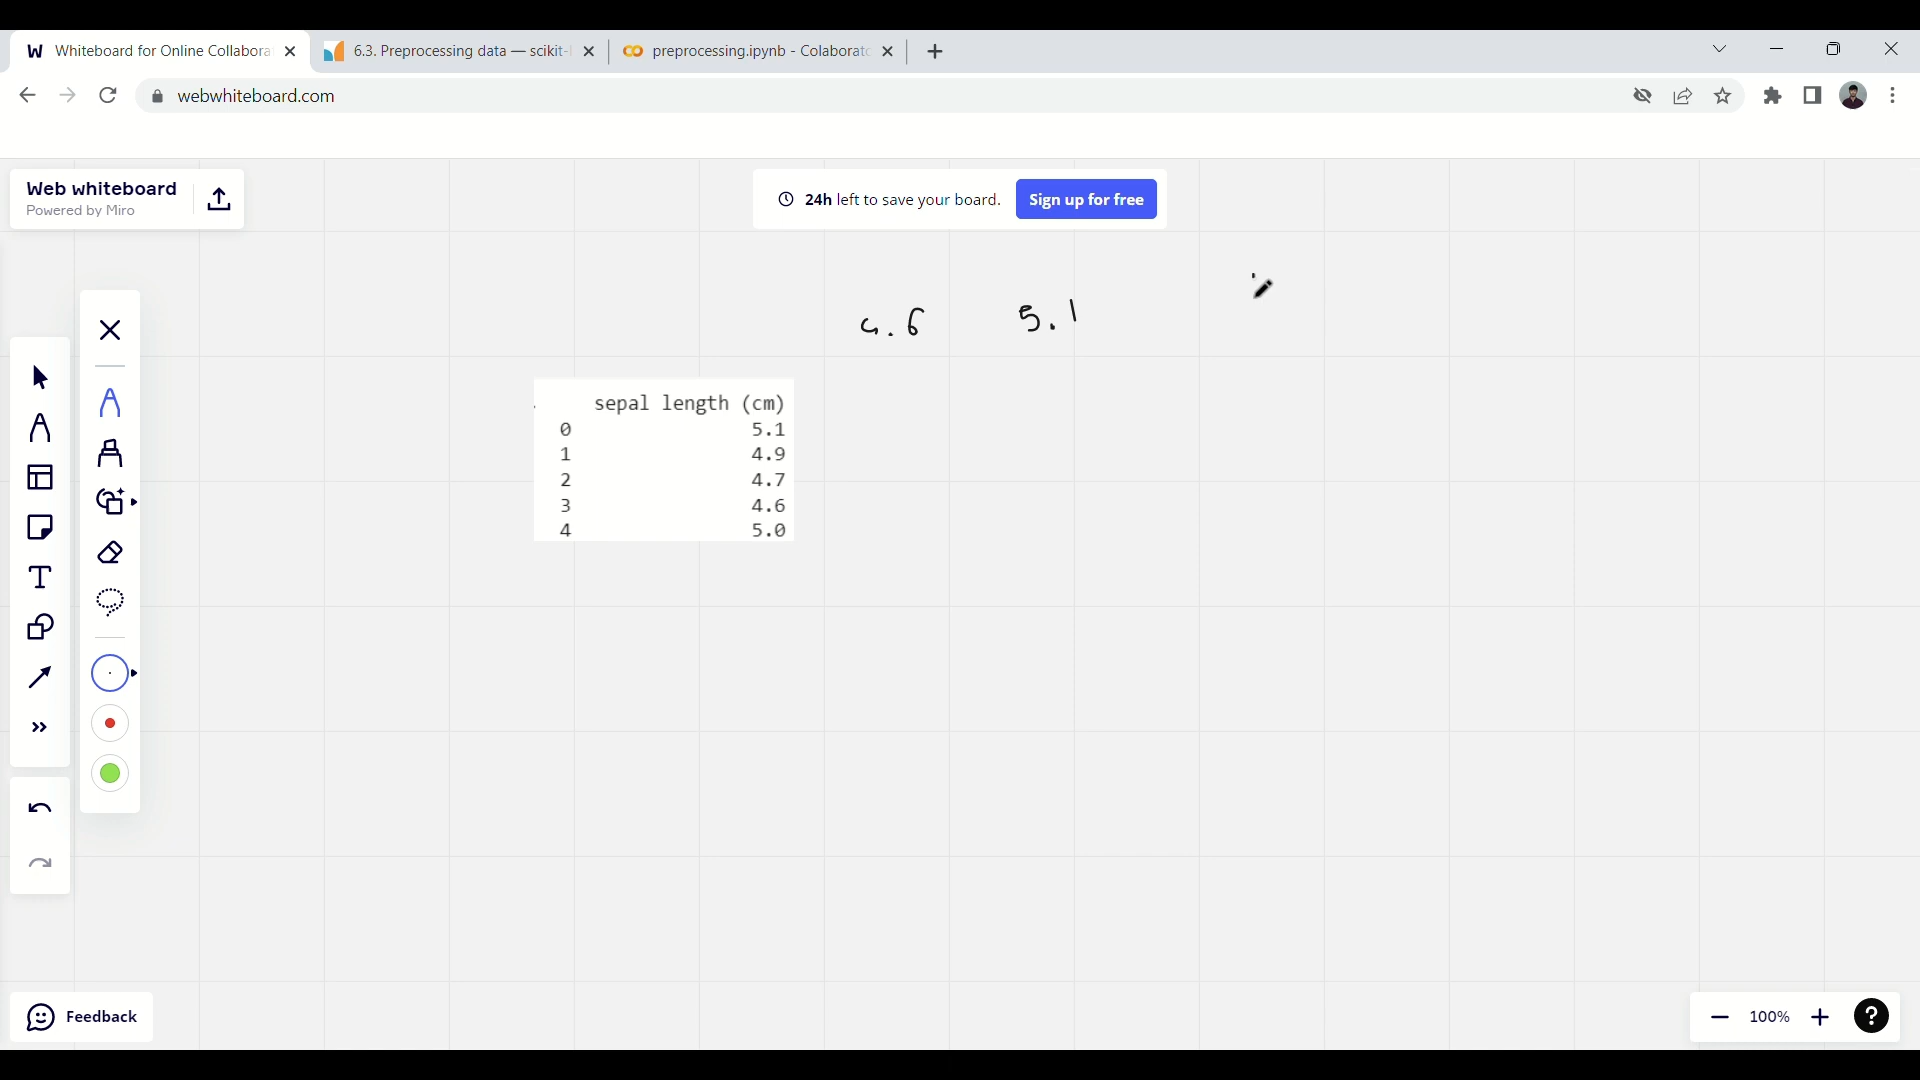 Whiteboard for Online Collabora
6.3. Preprocessing data — scikit-l
preprocessing.ipynb - Colaborato
webwhiteboard.com
Web whiteboard
Powered by Miro
24h left to save your board.
Sign up for free
4.6 5.1
sepal length (cm)
0 5.1
1 4.9
2 4.7
3 4.6
4 5.0
Feedback
100%